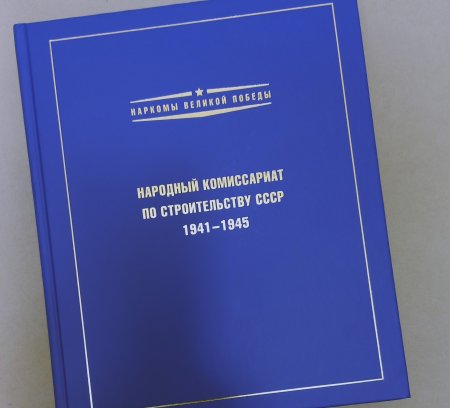 НАРКОМЫ ВЕЛИКОЙ ПОБЕДЫ
НАРОДНЫЙ КОМИССАРИАТ
ПО СТРОИТЕЛЬСТВУ СССР
1941–1945